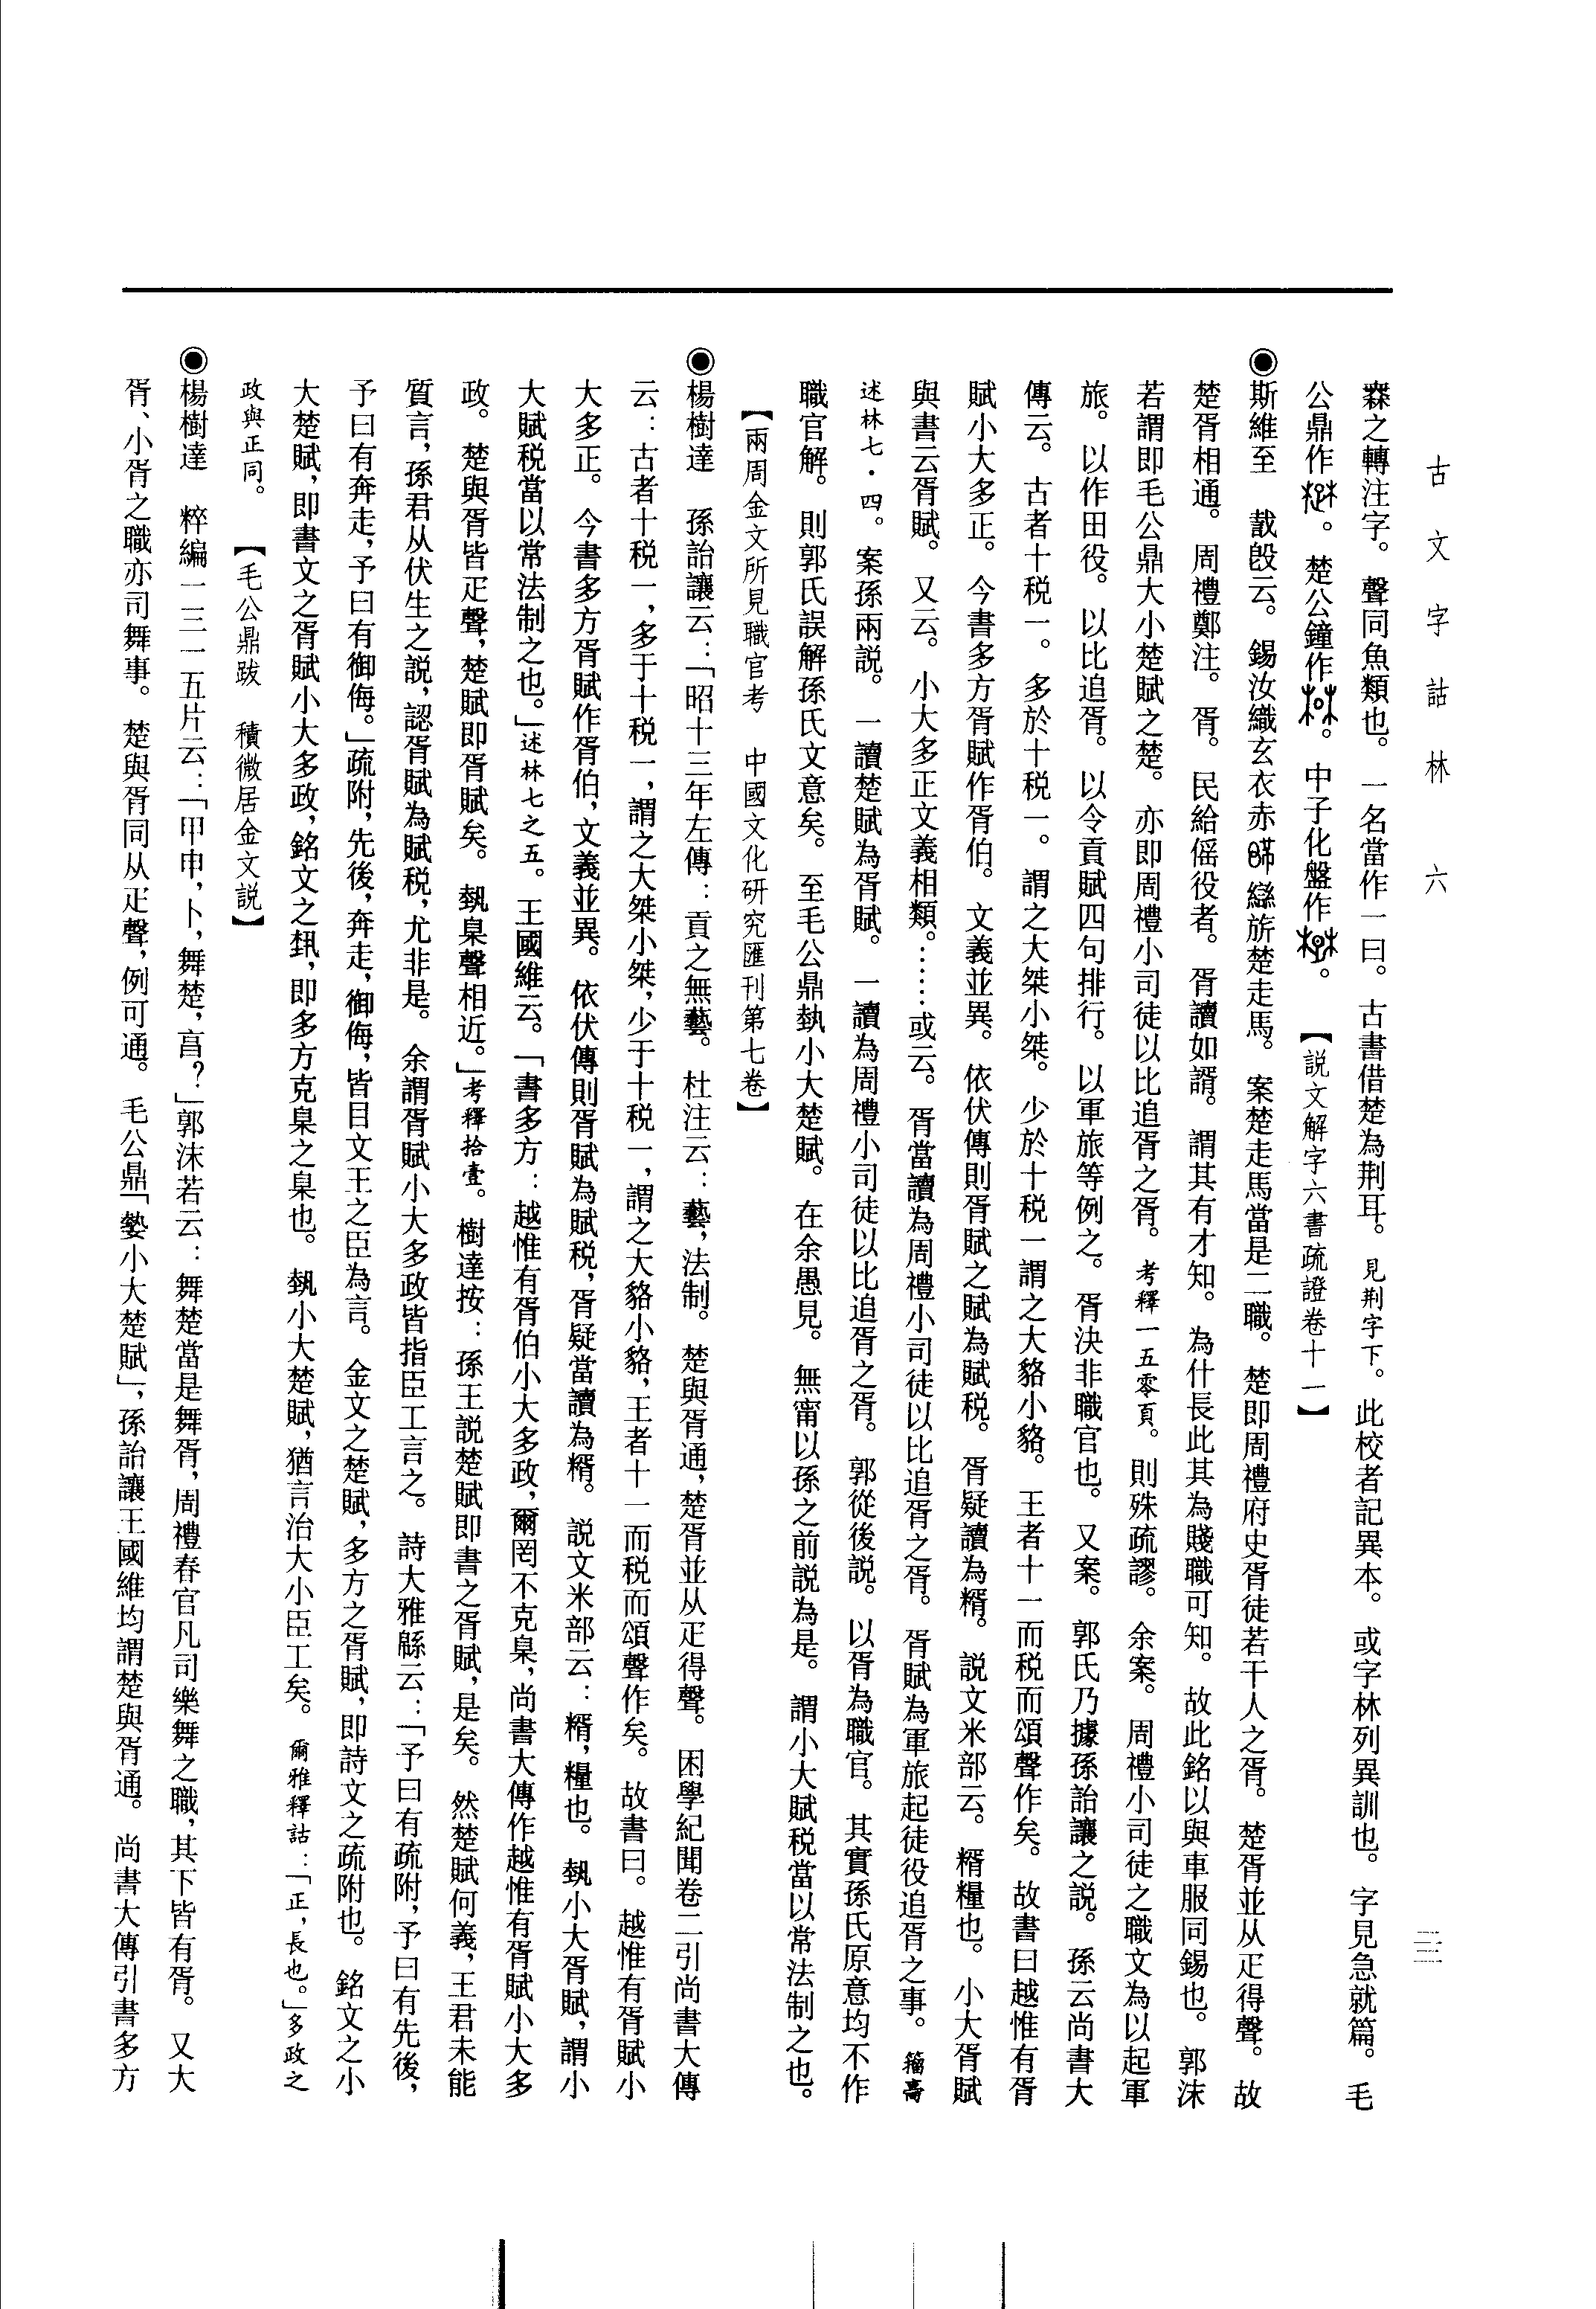 古文字詁林　六
二二
森之轉注字。聲同魚類也。一名當作一曰。古書借楚為荆耳。見荆字下。此校者記異本。或字林列異訓也。字見急就篇。毛
公鼎作。楚公鐘作。中子化盤作。【説文解字六書疏證卷十一】
◉斯維至　𢦚𣪘云。錫汝織玄衣赤𢂷䜌旂楚走馬。案楚走馬當是二職。楚即周禮府史胥徒若干人之胥。楚胥並从疋得聲。故
楚胥相通。周禮鄭注。胥。民給傜役者。胥讀如諝。謂其有才知。為什長此其為賤職可知。故此銘以與車服同錫也。郭沫
若謂即毛公鼎大小楚賦之楚。亦即周禮小司徒以比追胥之胥。考釋一五零頁。則殊疏謬。余案。周禮小司徒之職文為以起軍
旅。以作田役。以比追胥。以令貢賦四句排行。以軍旅等例之。胥決非職官也。又案。郭氏乃據孫詒讓之説。孫云尚書大
傳云。古者十税一。多於十税一。謂之大桀小桀。少於十税一謂之大貉小貉。王者十一而税而頌聲作矣。故書曰越惟有胥
賦小大多正。今書多方胥賦作胥伯。文義並異。依伏傳則胥賦之賦為賦税。胥疑讀為糈。説文米部云。糈糧也。小大胥賦
與書云胥賦。又云。小大多正文義相類。……或云。胥當讀為周禮小司徒以比追胥之胥。胥賦為軍旅起徒役追胥之事。籀高
述林七·四。案孫兩説。一讀楚賦為胥賦。一讀為周禮小司徒以比追胥之胥。郭從後説。以胥為職官。其實孫氏原意均不作
職官解。則郭氏誤解孫氏文意矣。至毛公鼎埶小大楚賦。在余愚見。無甯以孫之前説為是。謂小大賦税當以常法制之也。
【兩周金文所見職官考　中國文化研究匯刊第七卷】
◉楊樹達　孫詒讓云：「昭十三年左傳：貢之無藝。杜注云：藝，法制。楚與胥通，楚胥並从疋得聲。困學紀聞卷二引尚書大傳
云：古者十税一，多于十税一，謂之大桀小桀，少于十税一，謂之大貉小貉，王者十一而税而頌聲作矣。故書曰。越惟有胥賦小
大多正。今書多方胥賦作胥伯，文義並異。依伏傳則胥賦為賦税，胥疑當讀為糈。説文米部云：糈，糧也。埶小大胥賦，謂小
大賦税當以常法制之也。」述林七之五。王國維云。「書多方：越惟有胥伯小大多政，爾罔不克臬，尚書大傳作越惟有胥賦小大多
政。楚與胥皆疋聲，楚賦即胥賦矣。埶臬聲相近。」考釋拾壹。樹達按：孫王説楚賦即書之胥賦，是矣。然楚賦何義，王君未能
質言，孫君从伏生之説，認胥賦為賦税，尤非是。余謂胥賦小大多政皆指臣工言之。詩大雅緜云：「予曰有疏附，予曰有先後，
予曰有奔走，予曰有御侮。」疏附，先後，奔走，御侮，皆目文王之臣為言。金文之楚賦，多方之胥賦，即詩文之疏附也。銘文之小
大楚賦，即書文之胥賦小大多政，銘文之埶，即多方克臬之臬也。埶小大楚賦，猶言治大小臣工矣。爾雅釋詁：「正，長也。」多政之
政與正同。【毛公鼎跋　積微居金文説】
◉楊樹達　粹編一三一五片云：「甲申，卜，舞楚，亯？」郭沫若云：舞楚當是舞胥，周禮春官凡司樂舞之職，其下皆有胥。又大
胥、小胥之職亦司舞事。楚與胥同从疋聲，例可通。毛公鼎「埶小大楚賦」，孫詒讓王國維均謂楚與胥通。尚書大傳引書多方